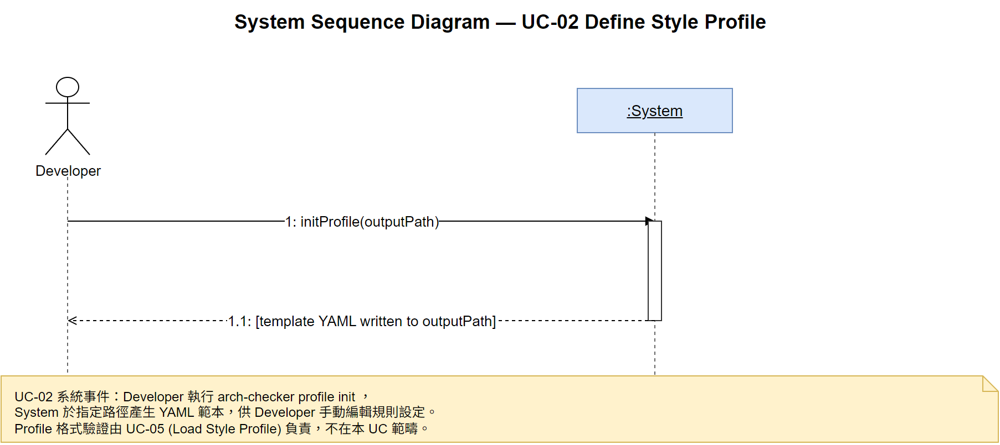 System Sequence Diagram — UC-02 Define Style Profile
:System
Developer
1: initProfile(outputPath)
1.1: [template YAML written to outputPath]
UC-02 系統事件：Developer 執行 arch-checker profile init ，
System 於指定路徑產生 YAML 範本，供 Developer 手動編輯規則設定。
Profile 格式驗證由 UC-05 (Load Style Profile) 負責，不在本 UC 範疇。